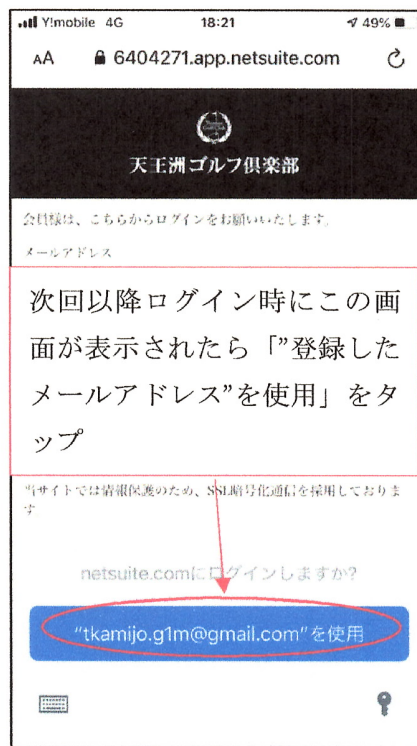 Y!mobile 4G 18:21 49%
AA 6404271.app.netsuite.com
天王洲ゴルフ倶楽部
会員様は、こちらからログインをお願いいたします。
メールアドレス
次回以降ログイン時にこの画
面が表示されたら「”登録した
メールアドレス”を使用」をタ
ップ
当サイトでは情報保護のため、SSL暗号化通信を採用しておりま
す
netsuite.comにログインしますか?
“tkamijo.g1m@gmail.com”を使用